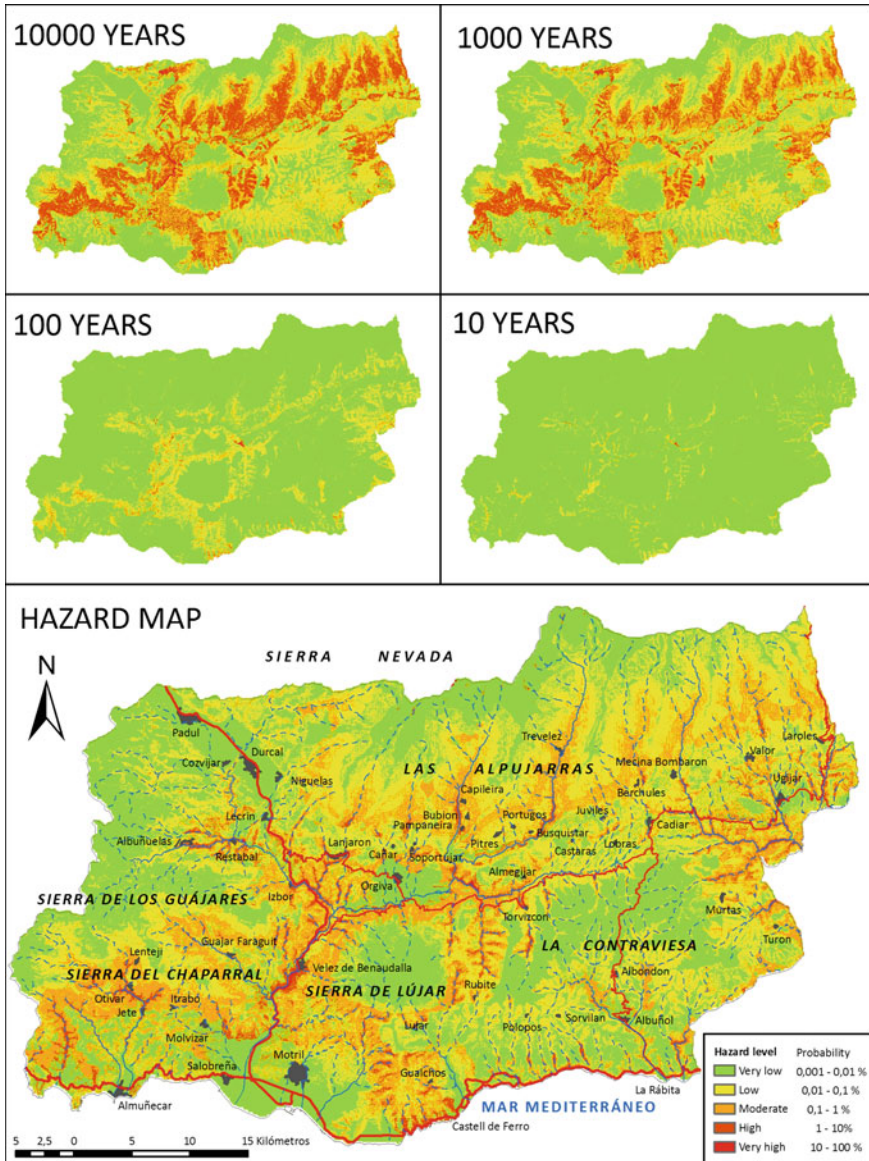 10000 YEARS
1000 YEARS
100 YEARS
10 YEARS
HAZARD MAP
N
SIERRA NEVADA
Padul
Durcal
Cozvijar
Niguelas
LAS ALPUJARRAS
Trevelez
Mecina Bombaron
Valor
Laroles
Capileira
Berchules
Ugijar
Lecrin
Bubion
Portugos
Juviles
Pampaneira
Cadiar
Albuñuelas
Restabal
Lanjaron
Cañar
Soportujar
Pitres
Busquistar
Castaras
Lobras
Orgiva
Almegijar
SIERRA DE LOS GUÁJARES
Izbor
Torvizcon
Murtas
Guajar Faraguit
LA CONTRAVIESA
Turon
Lenteji
SIERRA DEL CHAPARRAL
Velez de Benaudalla
Albondon
Otivar
Itrabó
SIERRA DE LÚJAR
Rubite
Jete
Lujar
Polopos
Sorvilan
Albuñol
Molvizar
Salobreña
Motril
Gualchos
La Rábita
Almuñecar
MAR MEDITERRÁNEO
Castell de Ferro
5 2,5 0 5 10 15 Kilómetros
Hazard level Probability
Very low 0,001 - 0,01 %
Low 0,01 - 0,1 %
Moderate 0,1 - 1 %
High 1 - 10%
Very high 10 - 100 %